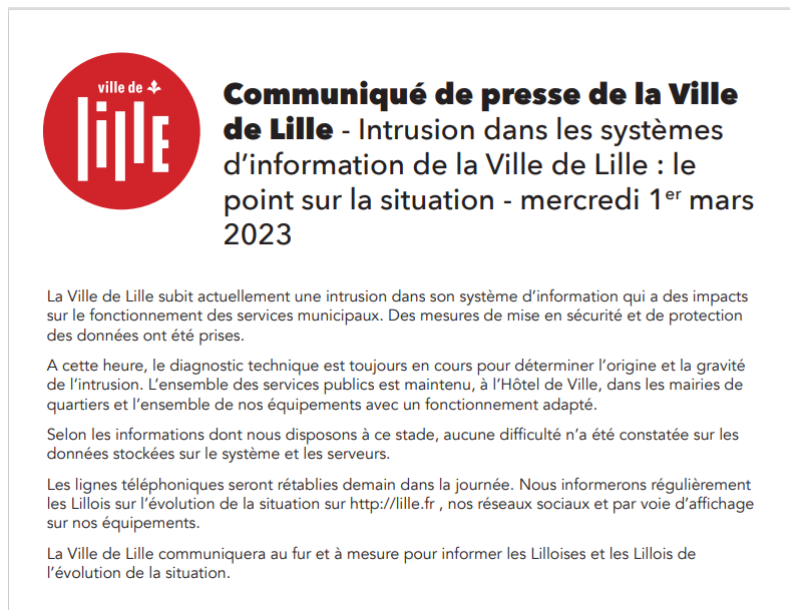 ville de
lille
Communiqué de presse de la Ville
de Lille - Intrusion dans les systèmes
d'information de la Ville de Lille : le
point sur la situation - mercredi 1er mars
2023
La Ville de Lille subit actuellement une intrusion dans son système d'information qui a des impacts
sur le fonctionnement des services municipaux. Des mesures de mise en sécurité et de protection
des données ont été prises.
A cette heure, le diagnostic technique est toujours en cours pour déterminer l'origine et la gravité
de l'intrusion. L'ensemble des services publics est maintenu, à l'Hôtel de Ville, dans les mairies de
quartiers et l'ensemble de nos équipements avec un fonctionnement adapté.
Selon les informations dont nous disposons à ce stade, aucune difficulté n'a été constatée sur les
données stockées sur le système et les serveurs.
Les lignes téléphoniques seront rétablies demain dans la journée. Nous informerons régulièrement
les Lillois sur l'évolution de la situation sur http://lille.fr , nos réseaux sociaux et par voie d'affichage
sur nos équipements.
La Ville de Lille communiquera au fur et à mesure pour informer les Lilloises et les Lillois de
l'évolution de la situation.